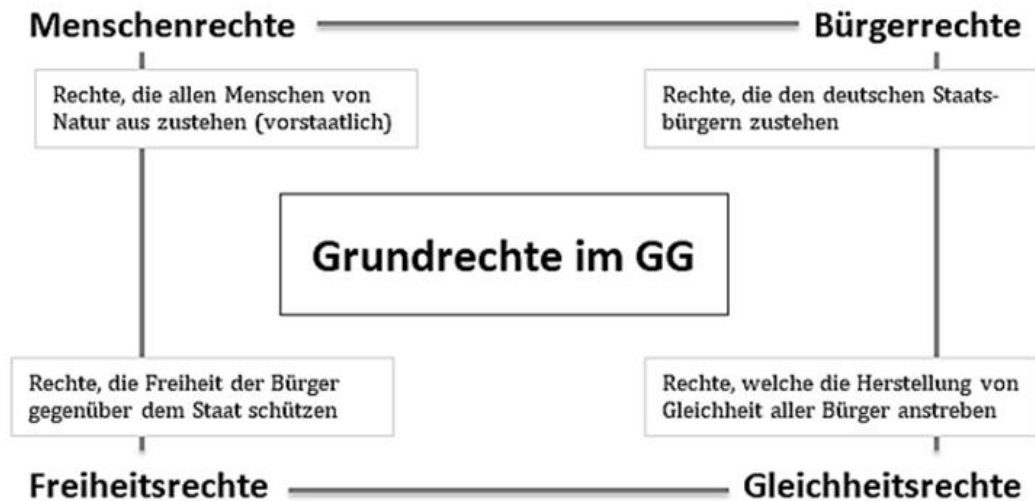 Menschenrechte
Bürgerrechte
Rechte, die allen Menschen von
Natur aus zustehen (vorstaatlich)
Rechte, die den deutschen Staats-
bürgern zustehen
Grundrechte im GG
Rechte, die Freiheit der Bürger
gegenüber dem Staat schützen
Rechte, welche die Herstellung von
Gleichheit aller Bürger anstreben
Freiheitsrechte
Gleichheitsrechte